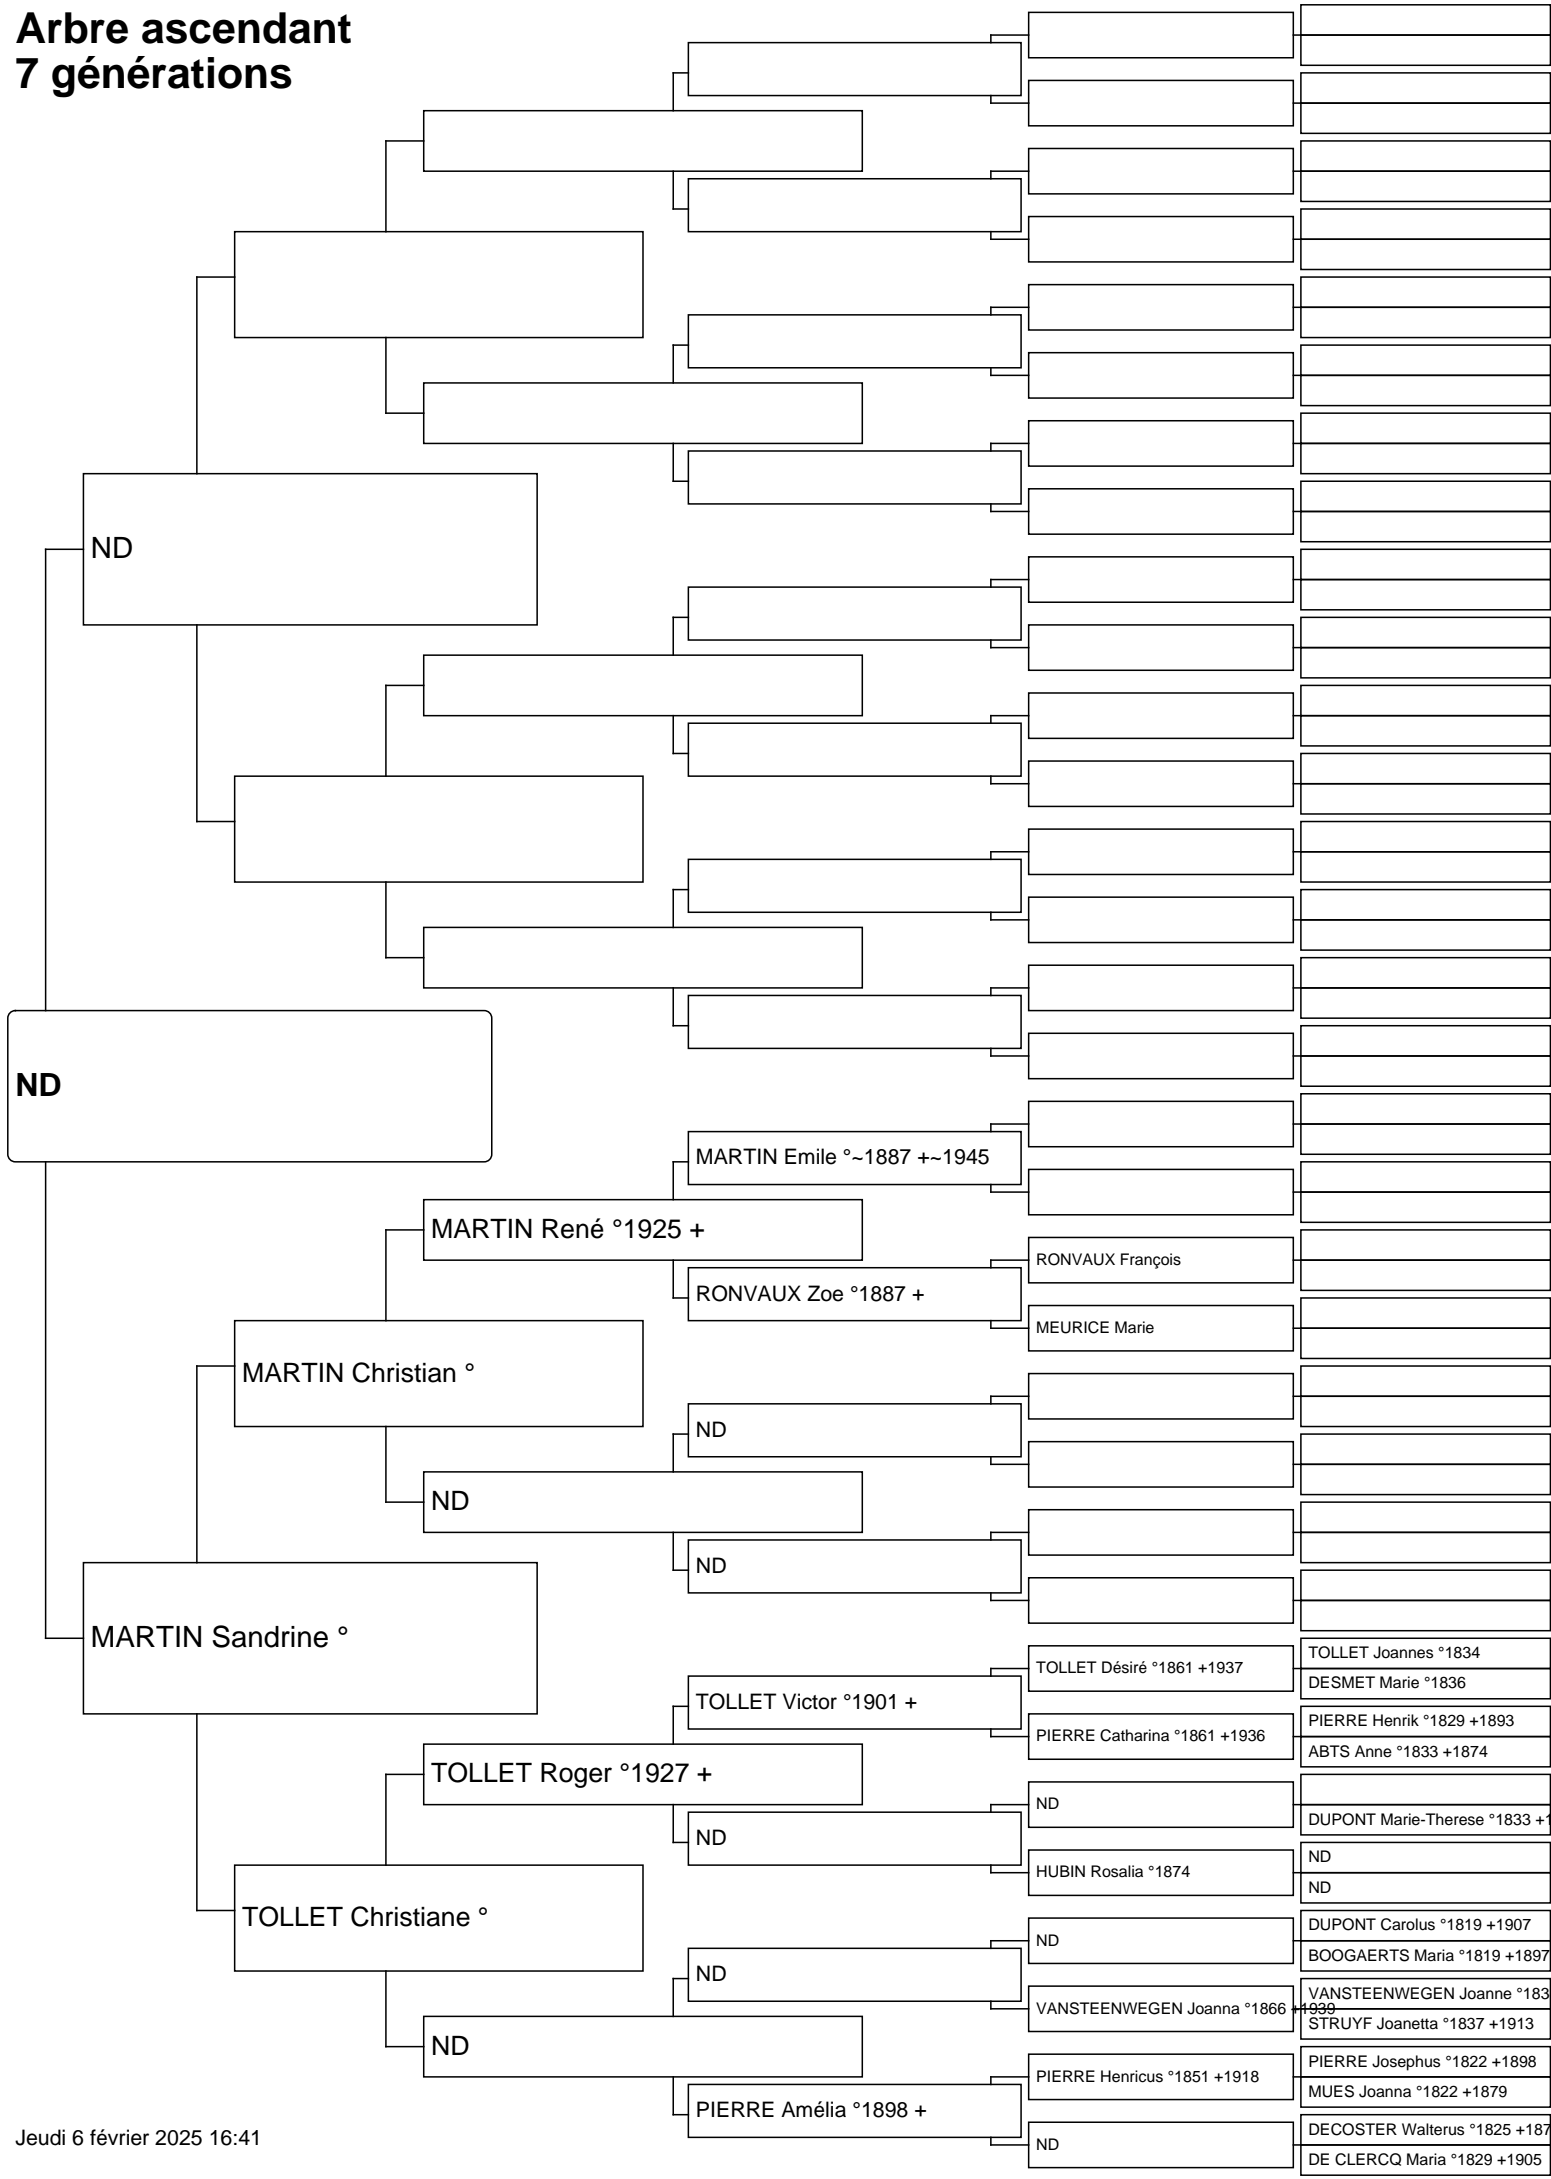 Arbre ascendant
7 générations
ND
ND
MARTIN Emile °~1887 +~1945
MARTIN René °1925 +
RONVAUX François
RONVAUX Zoe °1887 +
MEURICE Marie
MARTIN Christian °
ND
ND
ND
MARTIN Sandrine °
TOLLET Joannes °1834
TOLLET Désiré °1861 +1937
DESMET Marie °1836
TOLLET Victor °1901 +
PIERRE Henrik °1829 +1893
PIERRE Catharina °1861 +1936
ABTS Anne °1833 +1874
TOLLET Roger °1927 +
ND
DUPONT Marie-Therese °1833 +1
ND
ND
HUBIN Rosalia °1874
ND
TOLLET Christiane °
DUPONT Carolus °1819 +1907
ND
BOOGAERTS Maria °1819 +1897
ND
VANSTEENWEGEN Joanne °183
VANSTEENWEGEN Joanna °1866 +1939
STRUYF Joanetta °1837 +1913
ND
PIERRE Josephus °1822 +1898
PIERRE Henricus °1851 +1918
MUES Joanna °1822 +1879
PIERRE Amélia °1898 +
DECOSTER Walterus °1825 +187
ND
DE CLERCQ Maria °1829 +1905
Jeudi 6 février 2025 16:41